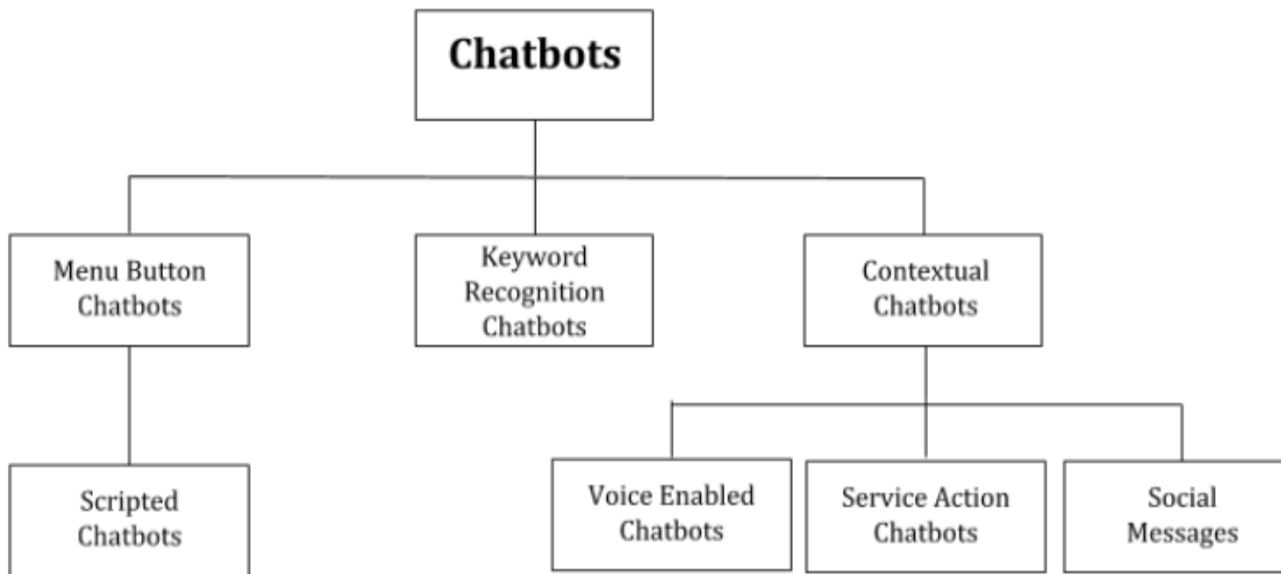 Chatbots
Menu Button
Chatbots
Keyword
Recognition
Chatbots
Contextual
Chatbots
Scripted
Chatbots
Voice Enabled
Chatbots
Service Action
Chatbots
Social
Messages